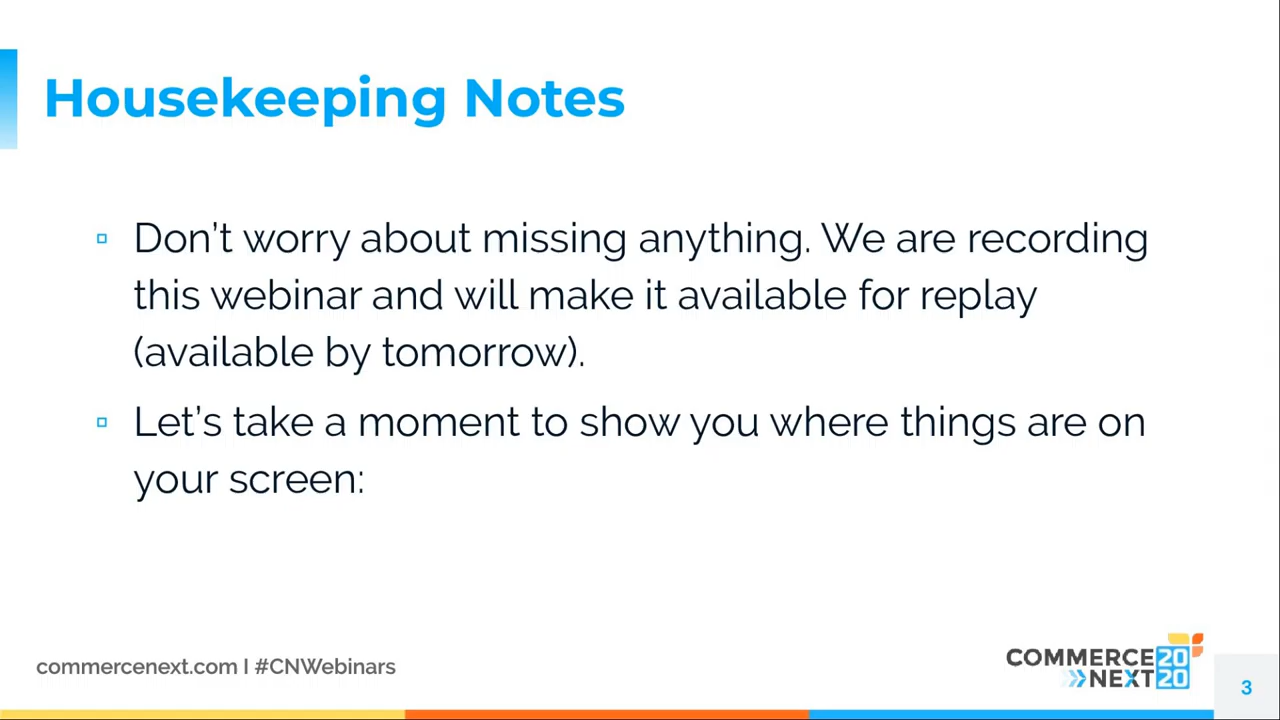 Housekeeping Notes
Don’t worry about missing anything. We are recording
this webinar and will make it available for replay
(available by tomorrow).
Let’s take a moment to show you where things are on
your screen:
commercenext.com I #CNWebinars
COMMERCE 20
NEXT 20
3